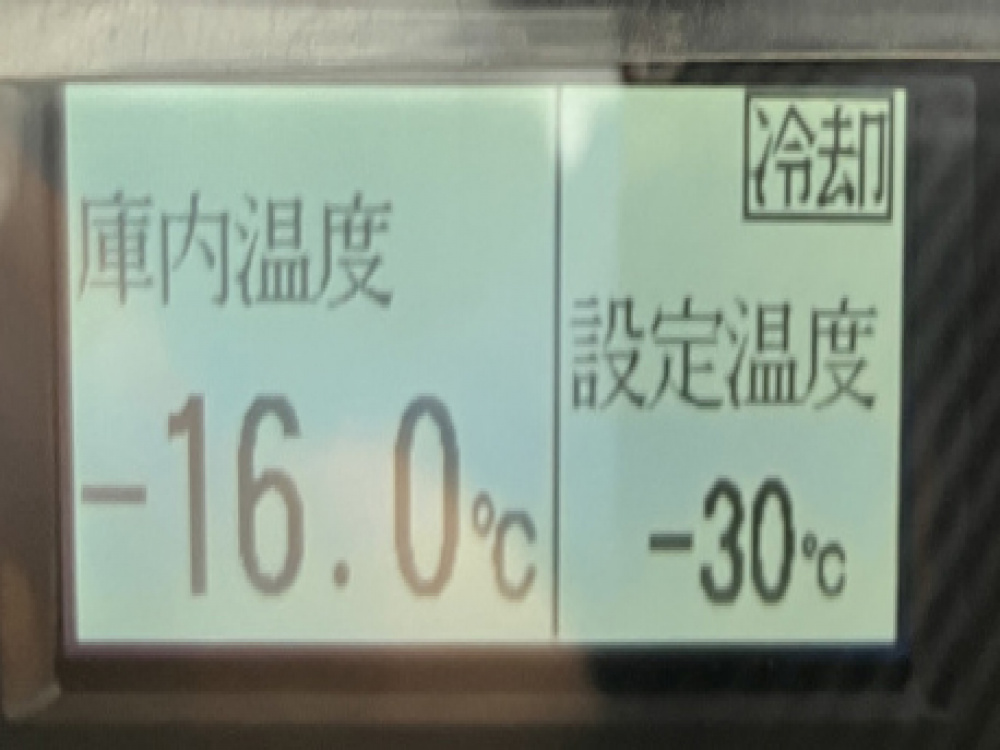 庫内温度
-16.0℃
冷却
設定温度
-30℃